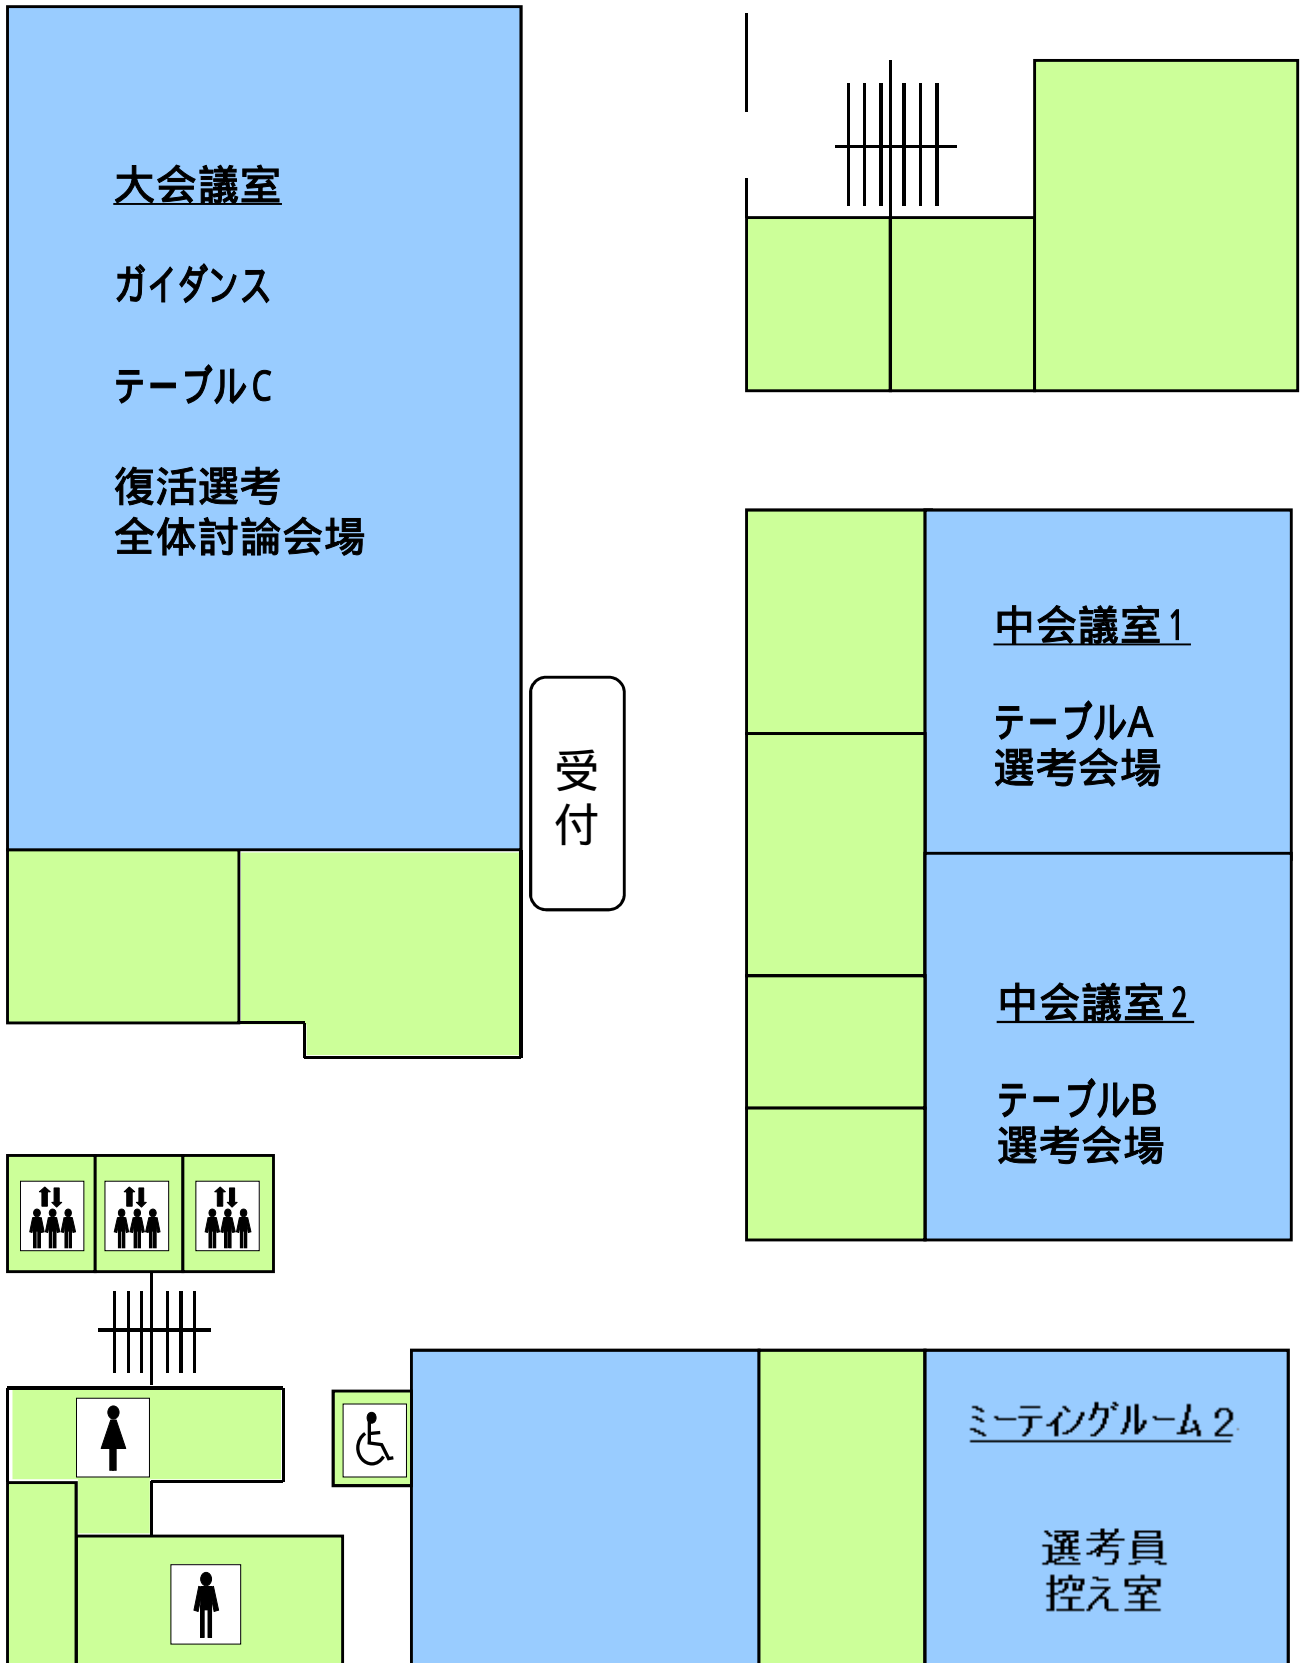 大会議室
ガイダンス
テーブルC
復活選考
全体討論会場
受
付
中会議室1
テーブルA
選考会場
中会議室2
テーブルB
選考会場
ミーティングルーム2
選考員
控え室